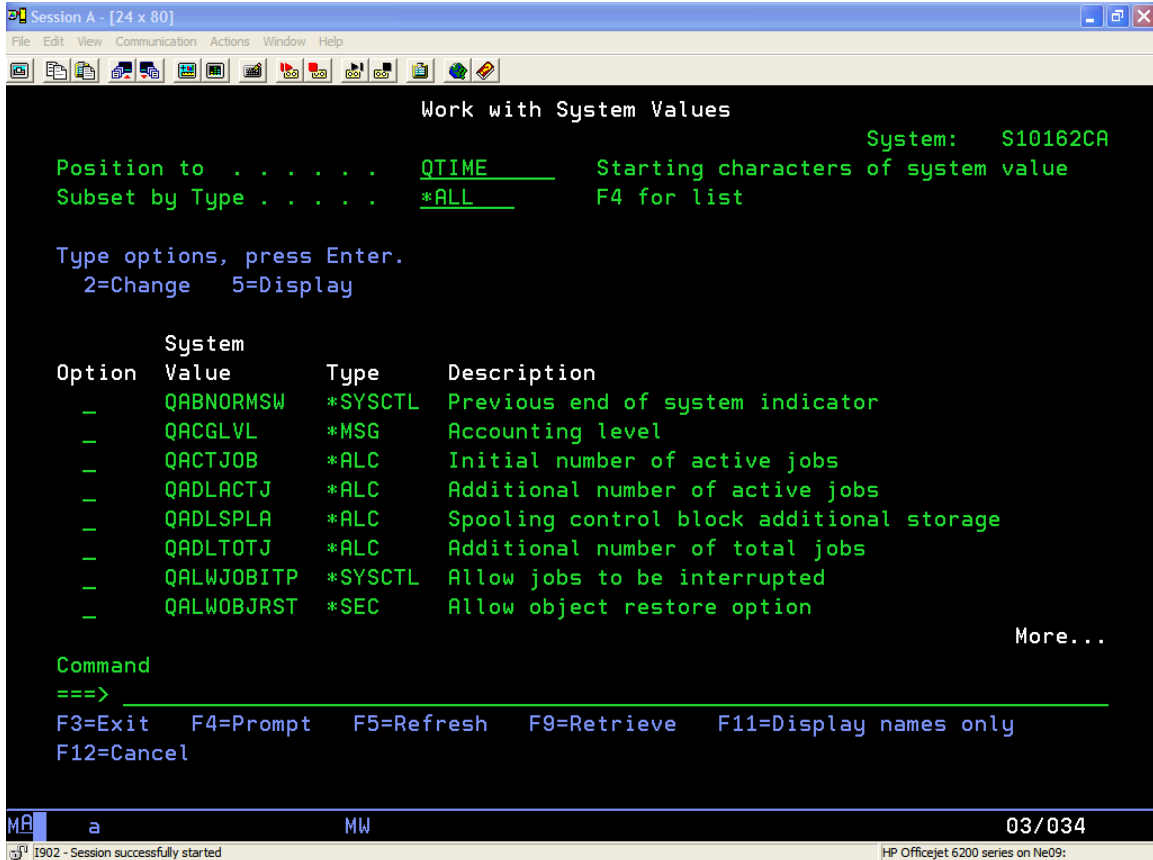 Session A - [24 x 80]
File Edit View Communication Actions Window Help
Work with System Values
System: S10162CA
Position to . . . . . . QTIME Starting characters of system value
Subset by Type . . . . . *ALL F4 for list
Type options, press Enter.
2=Change 5=Display
System
Option Value Type Description
_ QABNORMSW *SYSCTL Previous end of system indicator
_ QACGLVL *MSG Accounting level
_ QACTJOB *ALC Initial number of active jobs
_ QADLACTJ *ALC Additional number of active jobs
_ QADLSPLA *ALC Spooling control block additional storage
_ QADLTOTJ *ALC Additional number of total jobs
_ QALWJOBITP *SYSCTL Allow jobs to be interrupted
_ QALWOBJRST *SEC Allow object restore option
More...
Command
===>
F3=Exit F4=Prompt F5=Refresh F9=Retrieve F11=Display names only
F12=Cancel
MA a MW 03/034
I902 - Session successfully started HP Officejet 6200 series on Ne09: